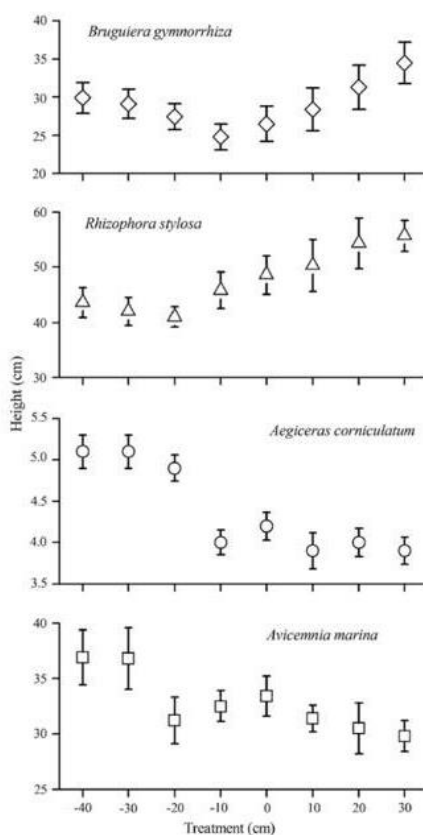 Bruguiera gymnorrhiza
40
35
30
25
20
Rhizophora stylosa
60
50
40
30
Height (cm)
Aegiceras corniculatum
5.5
5.0
4.5
4.0
3.5
Avicemnia marina
40
35
30
25
-40 -30 -20 -10 0 10 20 30
Treatment (cm)